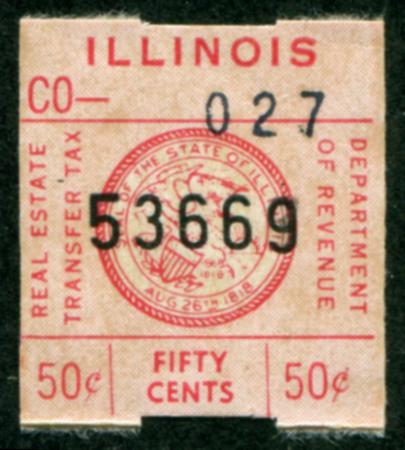 ILLINOIS
CO—
027
REAL ESTATE
TRANSFER TAX
OF THE STATE OF ILL
53669
1818
AUG. 26TH 1818
DEPARTMENT
OF REVENUE
50¢
FIFTY
CENTS
50¢